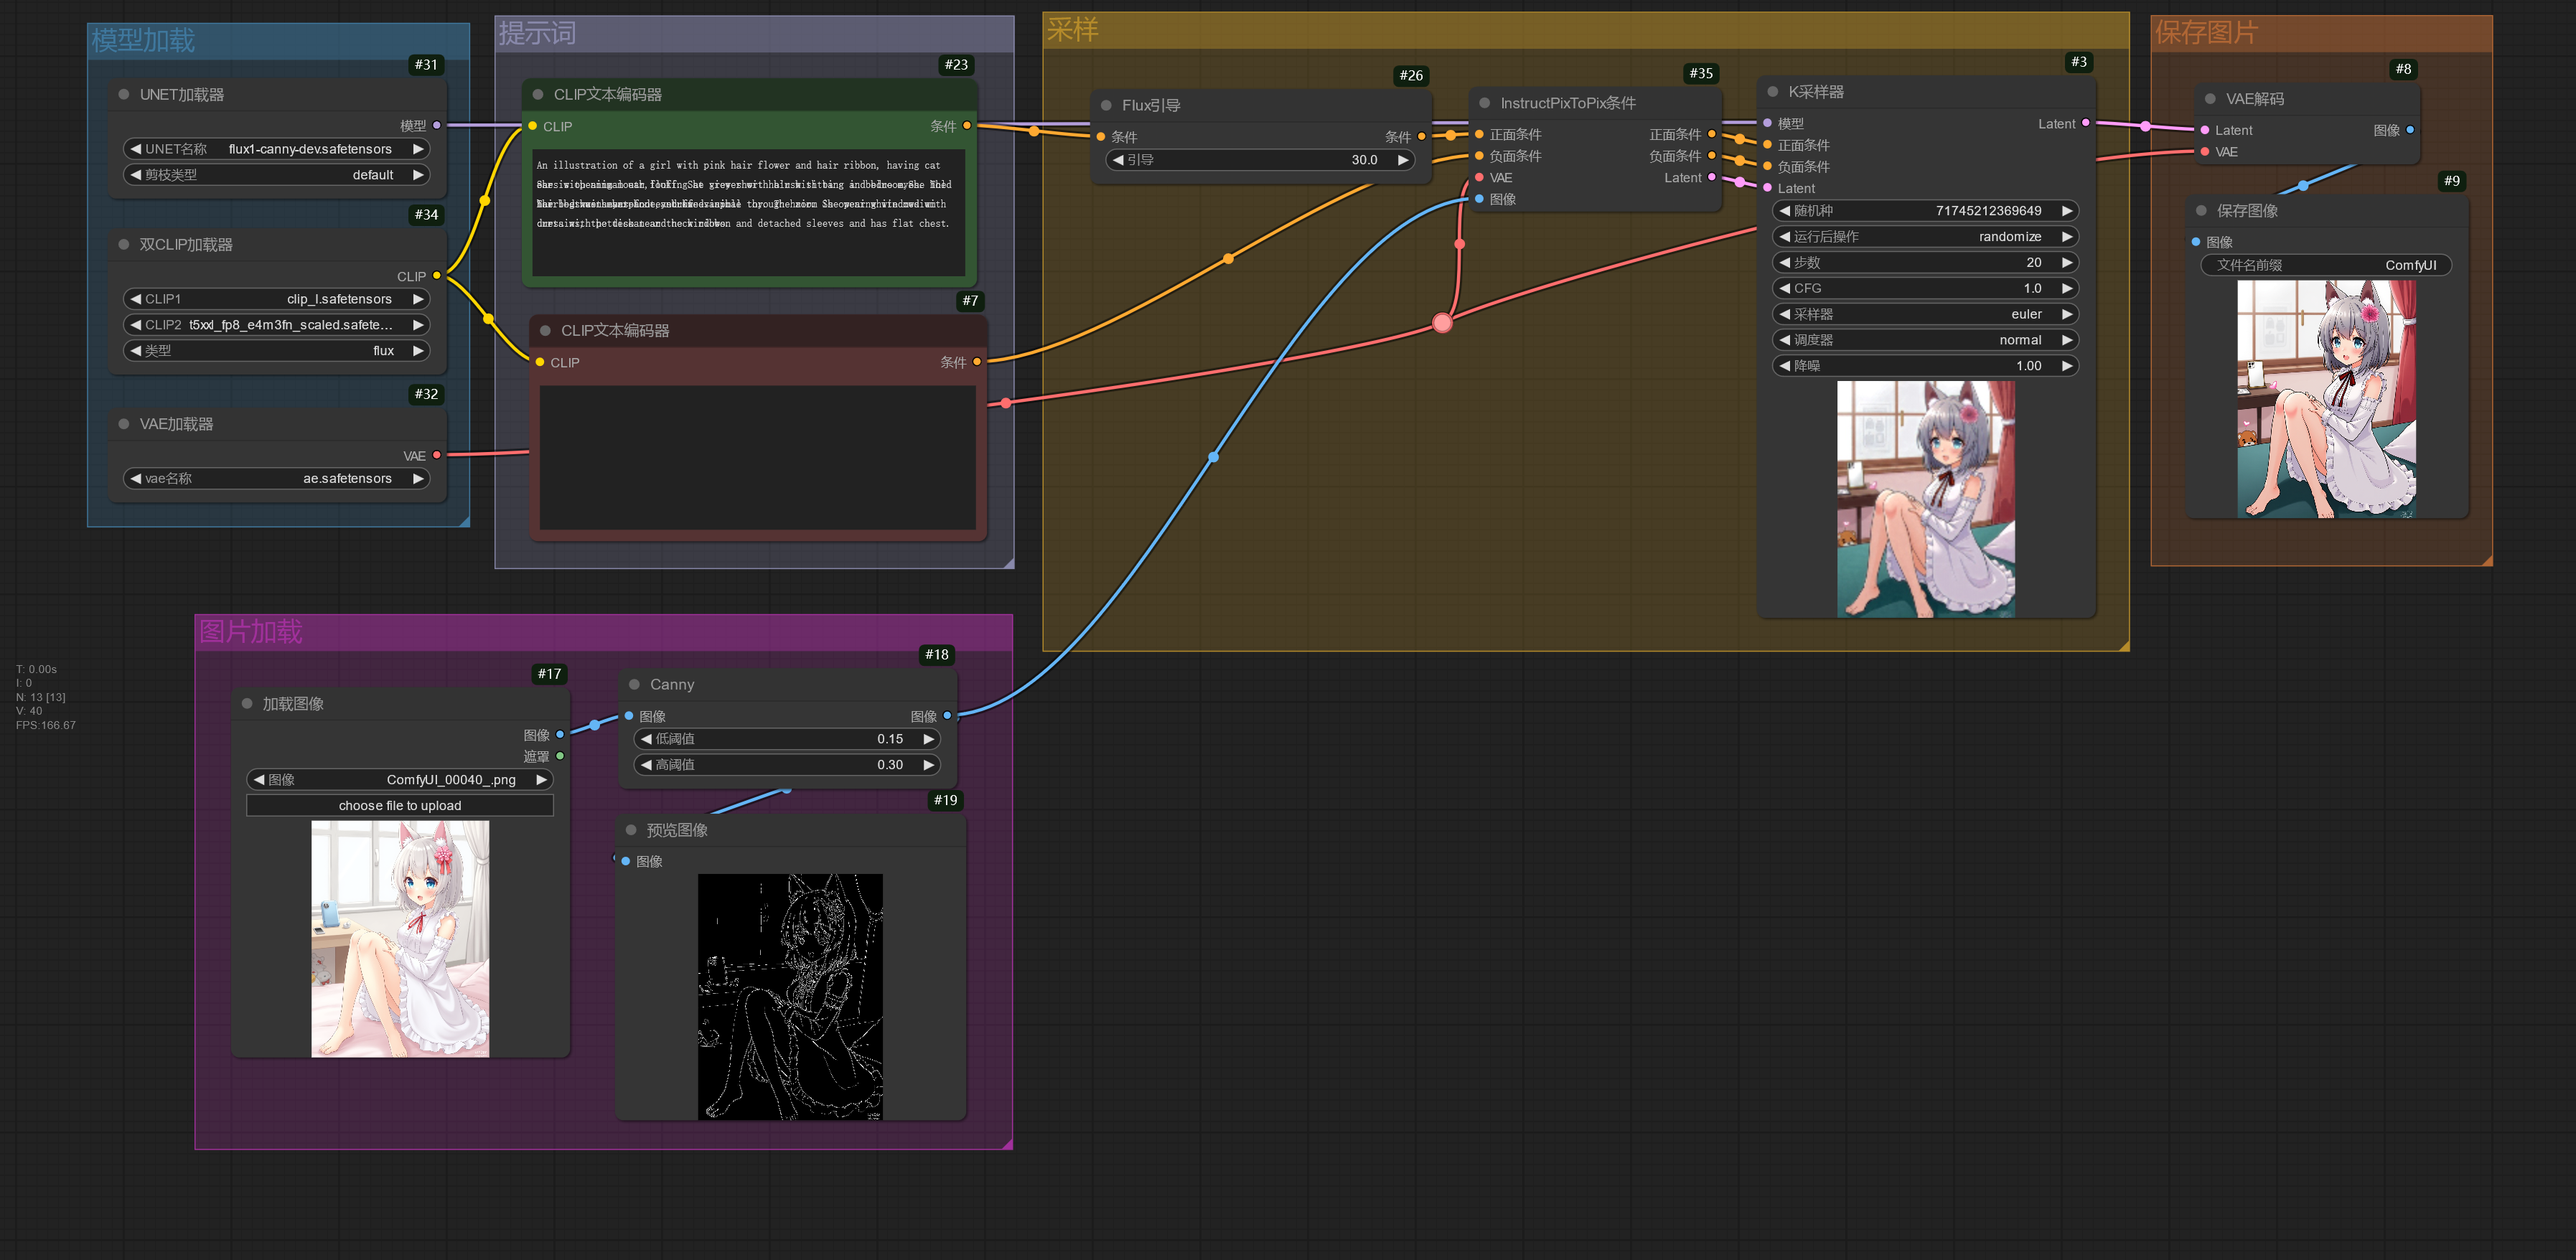 模型加载
#31
UNET加载器
模型
UNET名称 flux1-canny-dev.safetensors
剪枝类型 default
#34
双CLIP加载器
CLIP
CLIP1 clip_l.safetensors
CLIP2 t5xxl_fp8_e4m3fn_scaled.safete...
类型 flux
#32
VAE加载器
VAE
vae名称 ae.safetensors
提示词
#23
CLIP文本编码器
CLIP 条件
An illustration of a girl with pink hair flower and hair ribbon, having cat
and detached sleeves and has flat chest.
#7
CLIP文本编码器
CLIP 条件
采样
#26
Flux引导
条件 条件
引导 30.0
#35
InstructPixToPix条件
正面条件 正面条件
负面条件 负面条件
VAE Latent
图像
#3
K采样器
模型 Latent
正面条件
负面条件
Latent
随机种 71745212369649
运行后操作 randomize
步数 20
CFG 1.0
采样器 euler
调度器 normal
降噪 1.00
保存图片
#8
VAE解码
Latent 图像
VAE
#9
保存图像
图像
文件名前缀 ComfyUI
图片加载
#17
加载图像
图像
遮罩
图像 ComfyUI_00040_.png
choose file to upload
#18
Canny
图像 图像
低阈值 0.15
高阈值 0.30
#19
预览图像
图像
T: 0.00s
I: 0
N: 13 [13]
V: 40
FPS:166.67